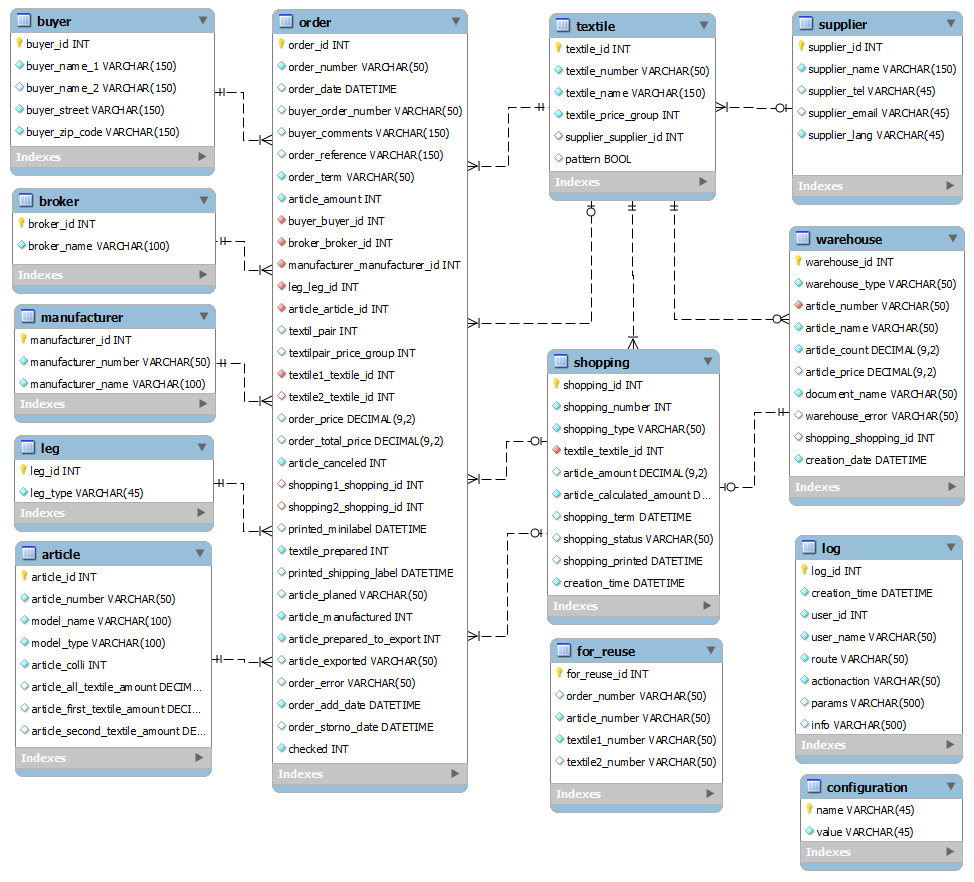 buyer
buyer_id INT
buyer_name_1 VARCHAR(150)
buyer_name_2 VARCHAR(150)
buyer_street VARCHAR(150)
buyer_zip_code VARCHAR(150)
Indexes
broker
broker_id INT
broker_name VARCHAR(100)
Indexes
manufacturer
manufacturer_id INT
manufacturer_number VARCHAR(50)
manufacturer_name VARCHAR(100)
Indexes
leg
leg_id INT
leg_type VARCHAR(45)
Indexes
article
article_id INT
article_number VARCHAR(50)
model_name VARCHAR(100)
model_type VARCHAR(100)
article_colli INT
article_all_textile_amount DECIM...
article_first_textile_amount DECI...
article_second_textile_amount DE...
Indexes
order
order_id INT
order_number VARCHAR(50)
order_date DATETIME
buyer_order_number VARCHAR(50)
buyer_comments VARCHAR(150)
order_reference VARCHAR(150)
order_term VARCHAR(50)
article_amount INT
buyer_buyer_id INT
broker_broker_id INT
manufacturer_manufacturer_id INT
leg_leg_id INT
article_article_id INT
textil_pair INT
textilpair_price_group INT
textile1_textile_id INT
textile2_textile_id INT
order_price DECIMAL(9,2)
order_total_price DECIMAL(9,2)
article_canceled INT
shopping1_shopping_id INT
shopping2_shopping_id INT
printed_minilabel DATETIME
textile_prepared INT
printed_shipping_label DATETIME
article_planed VARCHAR(50)
article_manufactured INT
article_prepared_to_export INT
article_exported VARCHAR(50)
order_error VARCHAR(50)
order_add_date DATETIME
order_storno_date DATETIME
checked INT
Indexes
textile
textile_id INT
textile_number VARCHAR(50)
textile_name VARCHAR(150)
textile_price_group INT
supplier_supplier_id INT
pattern BOOL
Indexes
shopping
shopping_id INT
shopping_number INT
shopping_type VARCHAR(50)
textile_textile_id INT
article_amount DECIMAL(9,2)
article_calculated_amount D...
shopping_term DATETIME
shopping_status VARCHAR(50)
shopping_printed DATETIME
creation_time DATETIME
Indexes
for_reuse
for_reuse_id INT
order_number VARCHAR(50)
article_number VARCHAR(50)
textile1_number VARCHAR(50)
textile2_number VARCHAR(50)
Indexes
supplier
supplier_id INT
supplier_name VARCHAR(150)
supplier_tel VARCHAR(45)
supplier_email VARCHAR(45)
supplier_lang VARCHAR(45)
Indexes
warehouse
warehouse_id INT
warehouse_type VARCHAR(50)
article_number VARCHAR(50)
article_name VARCHAR(50)
article_count DECIMAL(9,2)
article_price DECIMAL(9,2)
document_name VARCHAR(50)
warehouse_error VARCHAR(50)
shopping_shopping_id INT
creation_date DATETIME
Indexes
log
log_id INT
creation_time DATETIME
user_id INT
user_name VARCHAR(50)
route VARCHAR(50)
actionaction VARCHAR(50)
params VARCHAR(500)
info VARCHAR(500)
Indexes
configuration
name VARCHAR(45)
value VARCHAR(45)
Indexes